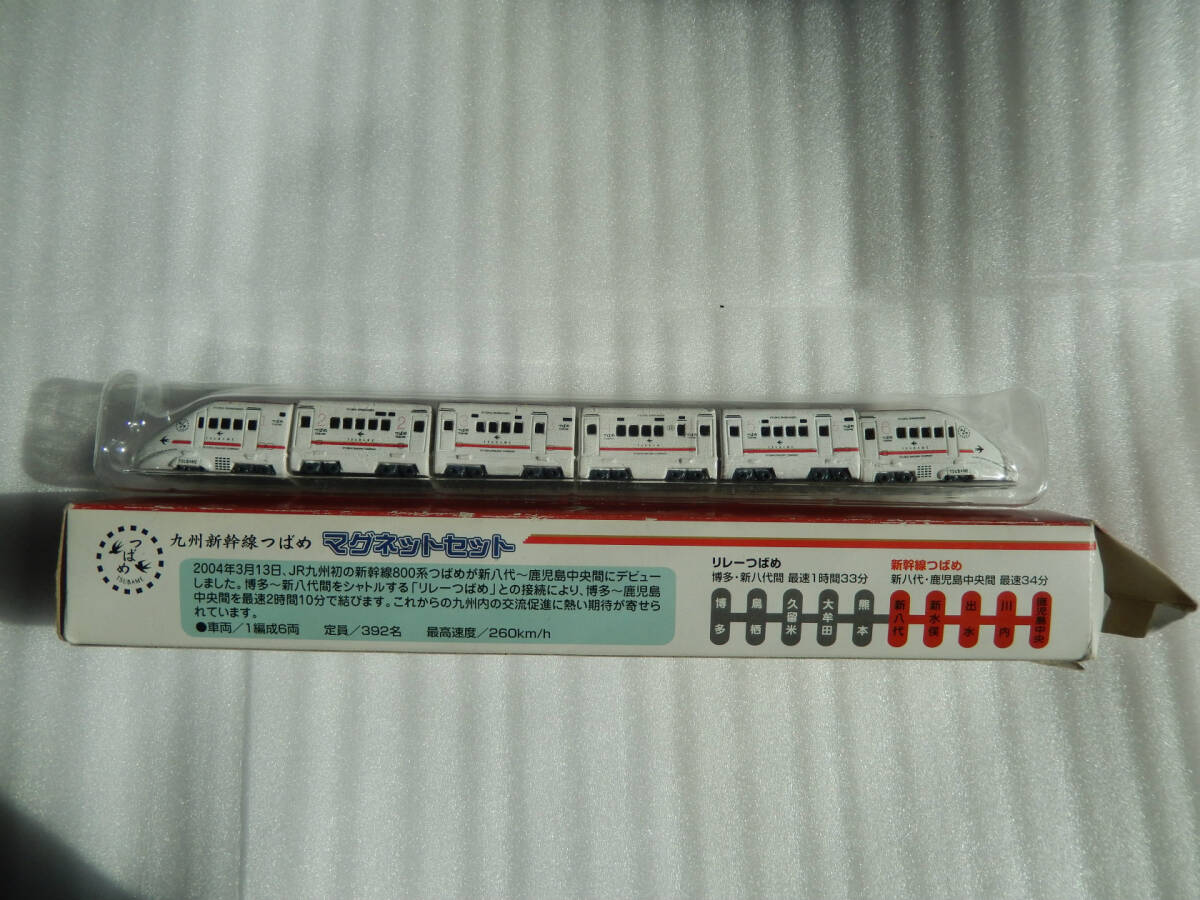 2
TSUBAME
TSUBAME
TSUBAME
TSUBAME
TSUBAME
TSUBAME
つばめ
TSUBAME
九州新幹線つばめ マグネットセット
2004年3月13日、JR九州初の新幹線800系つばめが新八代～鹿児島中央間にデビュー
しました。博多～新八代間をシャトルする「リレーつばめ」との接続により、博多～鹿児島
中央間を最速2時間10分で結びます。これからの九州内の交流促進に熱い期待が寄せら
れています。
●車両／1編成6両 定員／392名 最高速度／260km/h
リレーつばめ
博多・新八代間 最速1時間33分
新幹線つばめ
新八代・鹿児島中央間 最速34分
博多
鳥栖
久留米
大牟田
熊本
新八代
新水俣
出水
川内
鹿児島中央